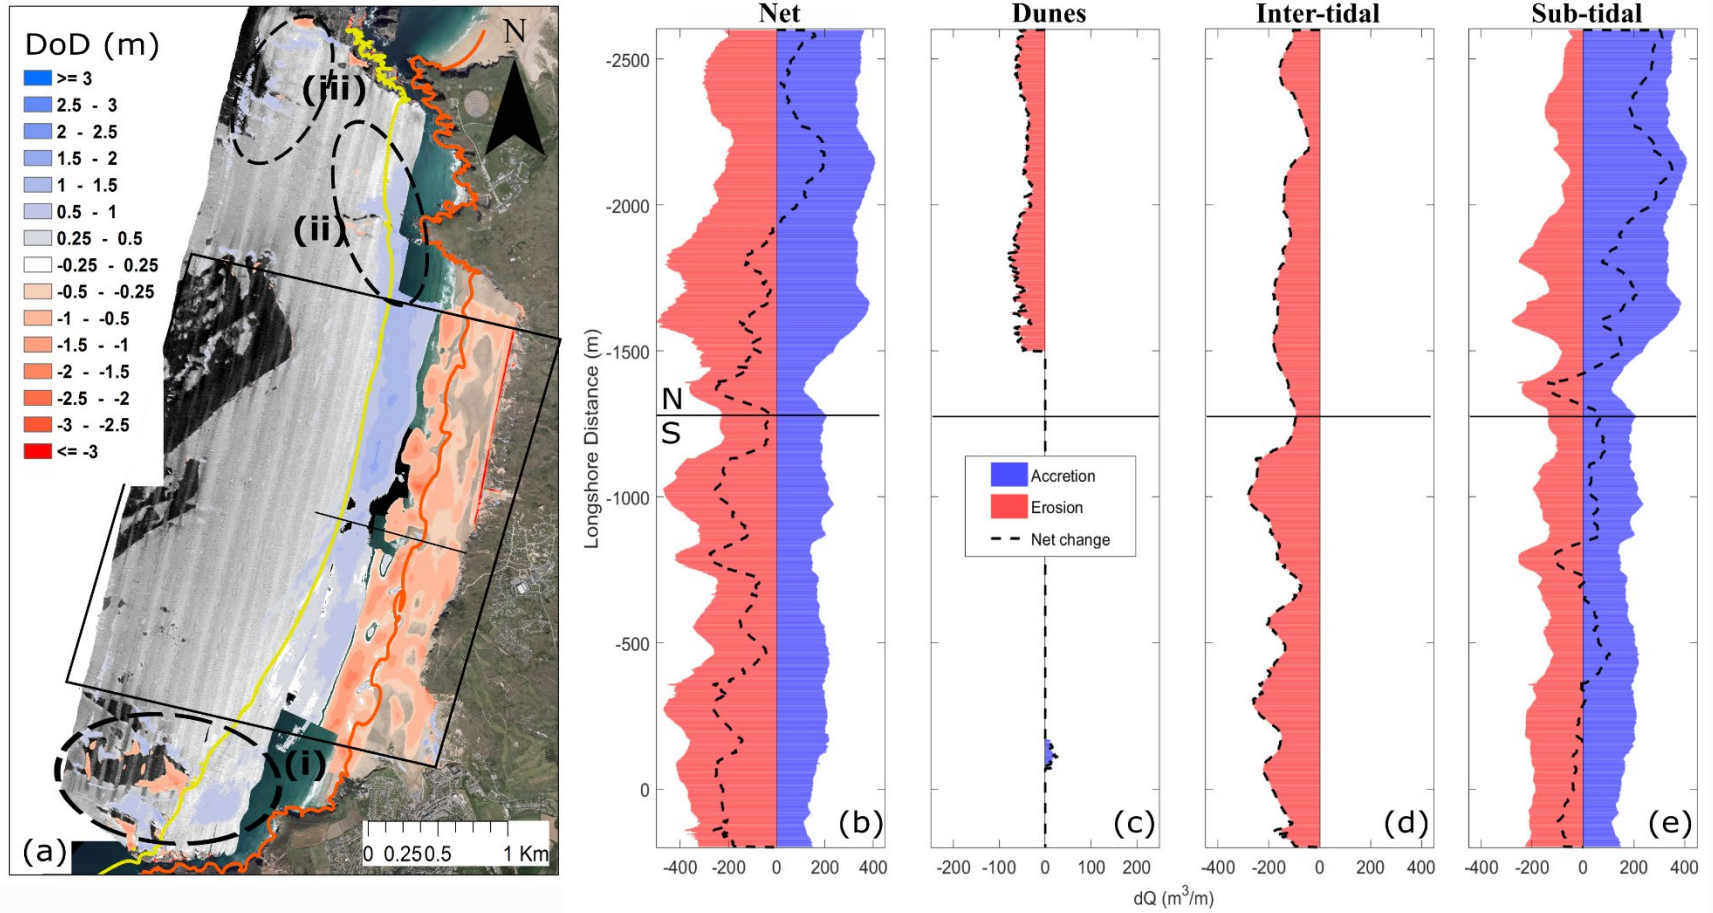 DoD (m)
>= 3
2.5 - 3
2 - 2.5
1.5 - 2
1 - 1.5
0.5 - 1
0.25 - 0.5
-0.25 - 0.25
-0.5 - -0.25
-1 - -0.5
-1.5 - -1
-2 - -1.5
-2.5 - -2
-3 - -2.5
<= -3
N
(iii)
(ii)
(i)
(a)
0 0.25 0.5 1 Km
Net
Dunes
Inter-tidal
Sub-tidal
Longshore Distance (m)
-2500
-2000
-1500
-1000
-500
0
N
S
Accretion
Erosion
Net change
(b)
(c)
(d)
(e)
-400 -200 0 200 400
-200 -100 0 100 200
-400 -200 0 200 400
-400 -200 0 200 400
dQ (m³/m)